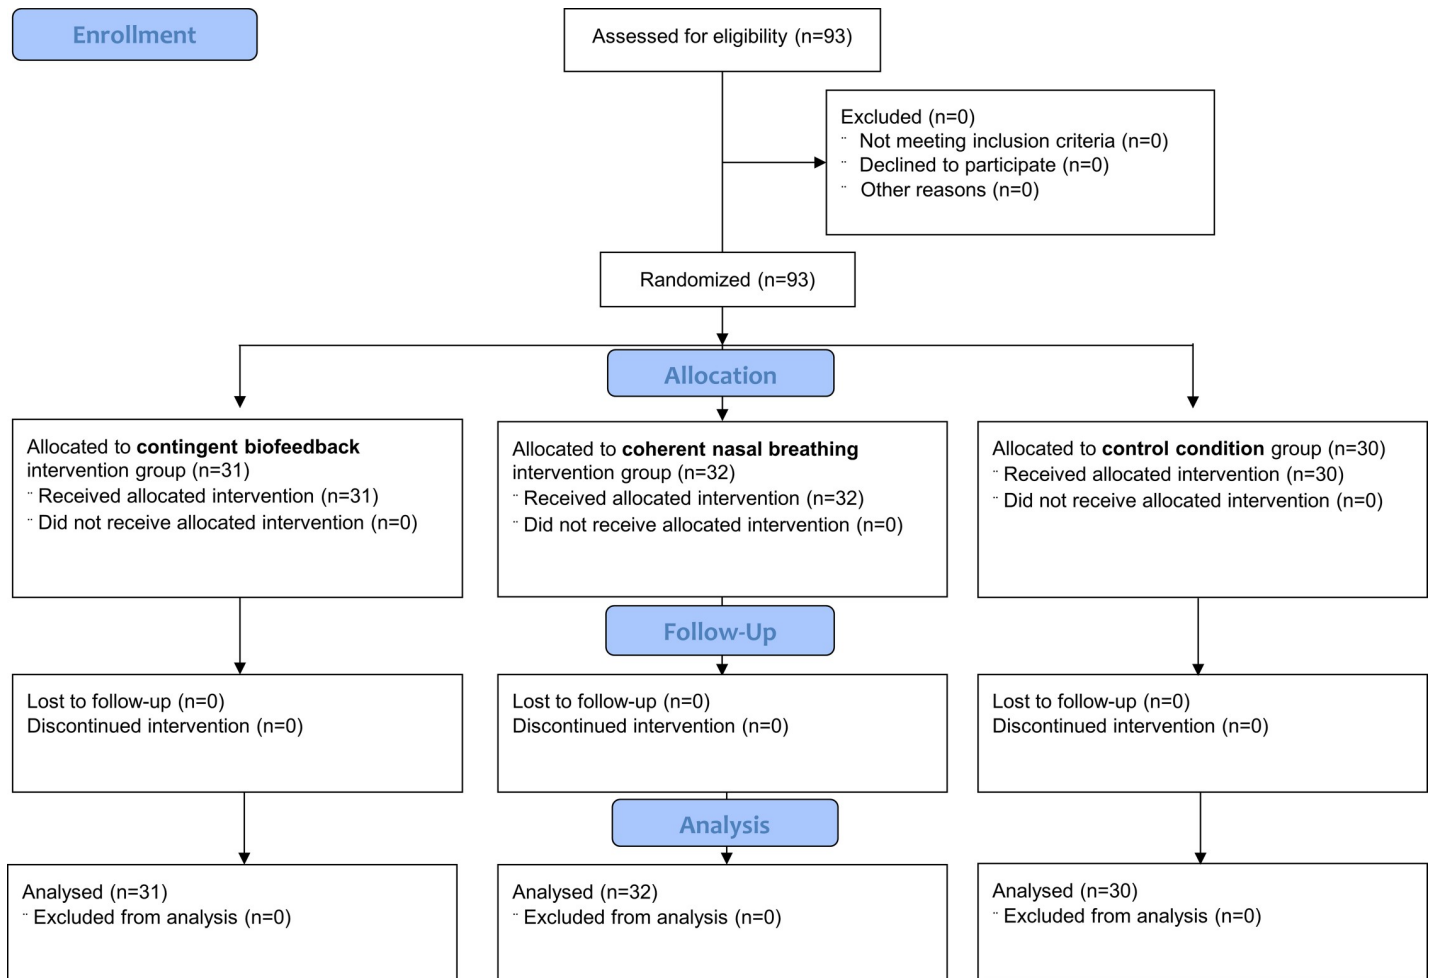 Enrollment
Assessed for eligibility (n=93)
Excluded (n=0)
¨ Not meeting inclusion criteria (n=0)
¨ Declined to participate (n=0)
¨ Other reasons (n=0)
Randomized (n=93)
Allocation
Allocated to contingent biofeedback
intervention group (n=31)
¨ Received allocated intervention (n=31)
¨ Did not receive allocated intervention (n=0)
Allocated to coherent nasal breathing
intervention group (n=32)
¨ Received allocated intervention (n=32)
¨ Did not receive allocated intervention (n=0)
Allocated to control condition group (n=30)
¨ Received allocated intervention (n=30)
¨ Did not receive allocated intervention (n=0)
Follow-Up
Lost to follow-up (n=0)
Discontinued intervention (n=0)
Lost to follow-up (n=0)
Discontinued intervention (n=0)
Lost to follow-up (n=0)
Discontinued intervention (n=0)
Analysis
Analysed (n=31)
¨ Excluded from analysis (n=0)
Analysed (n=32)
¨ Excluded from analysis (n=0)
Analysed (n=30)
¨ Excluded from analysis (n=0)